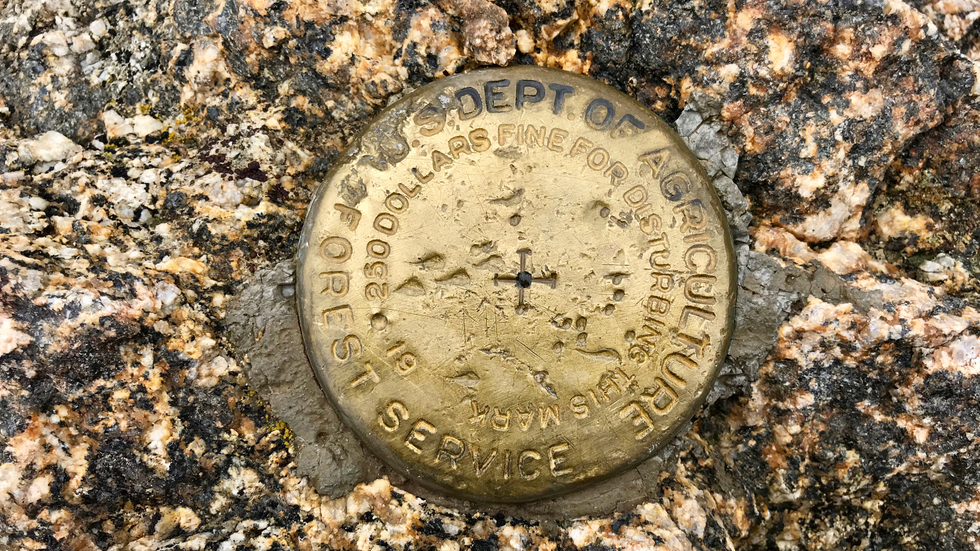 U.S. DEPT. OF AGRICULTURE
FOREST SERVICE
250 DOLLARS FINE FOR DISTURBING THIS MARK
19